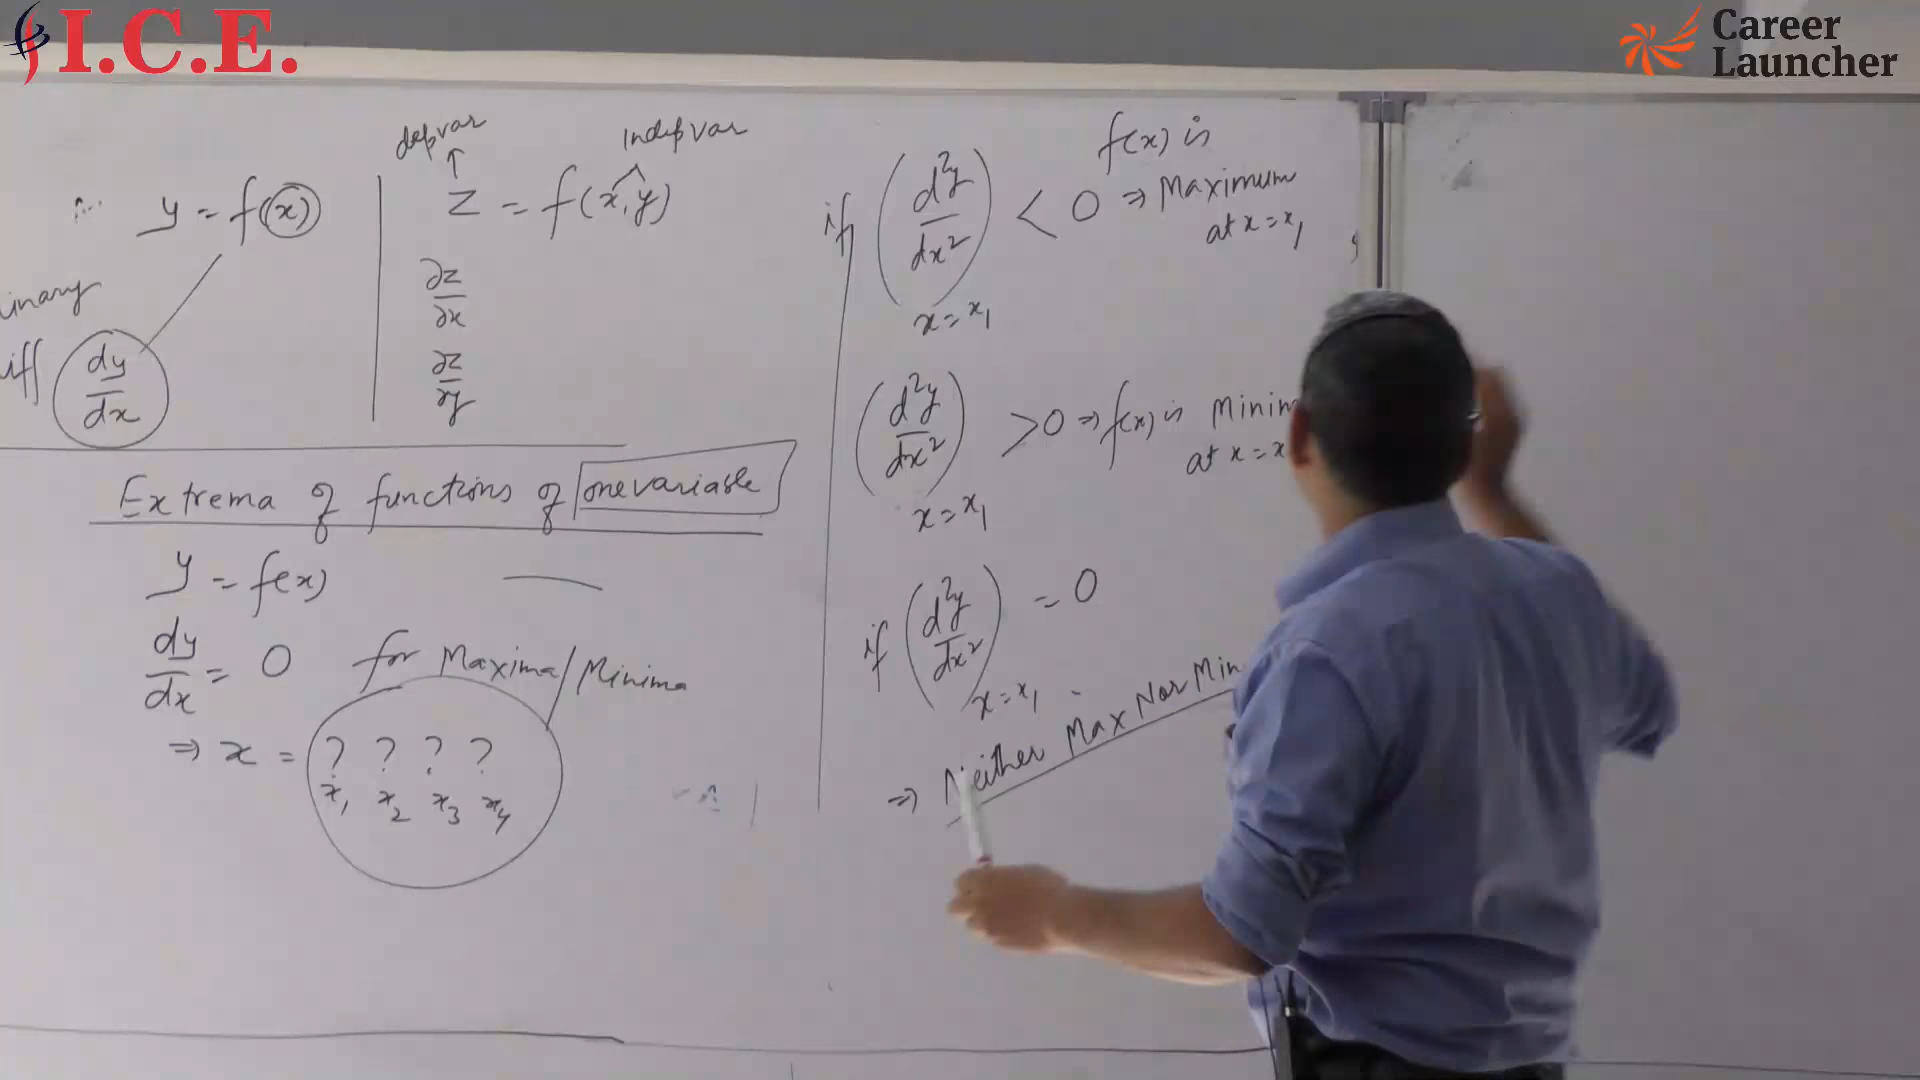 I.C.E.
Career
Launcher
y = f(x)
dy/dx
dep var
↑
indep var
z = f(x, y)
∂z/∂x
∂z/∂y
Extrema of functions of one variable
y = f(x)
dy/dx = 0 for Maxima/Minima
⇒ x = ? ? ? ?
x₁ x₂ x₃ x₄
f(x) is
if (d²y/dx²) < 0 ⇒ Maximum
at x = x₁
x = x₁
(d²y/dx²) > 0 ⇒ f(x) is Minim
at x = x
x = x₁
if (d²y/dx²) = 0
x = x₁
⇒ Neither Max Nor Min